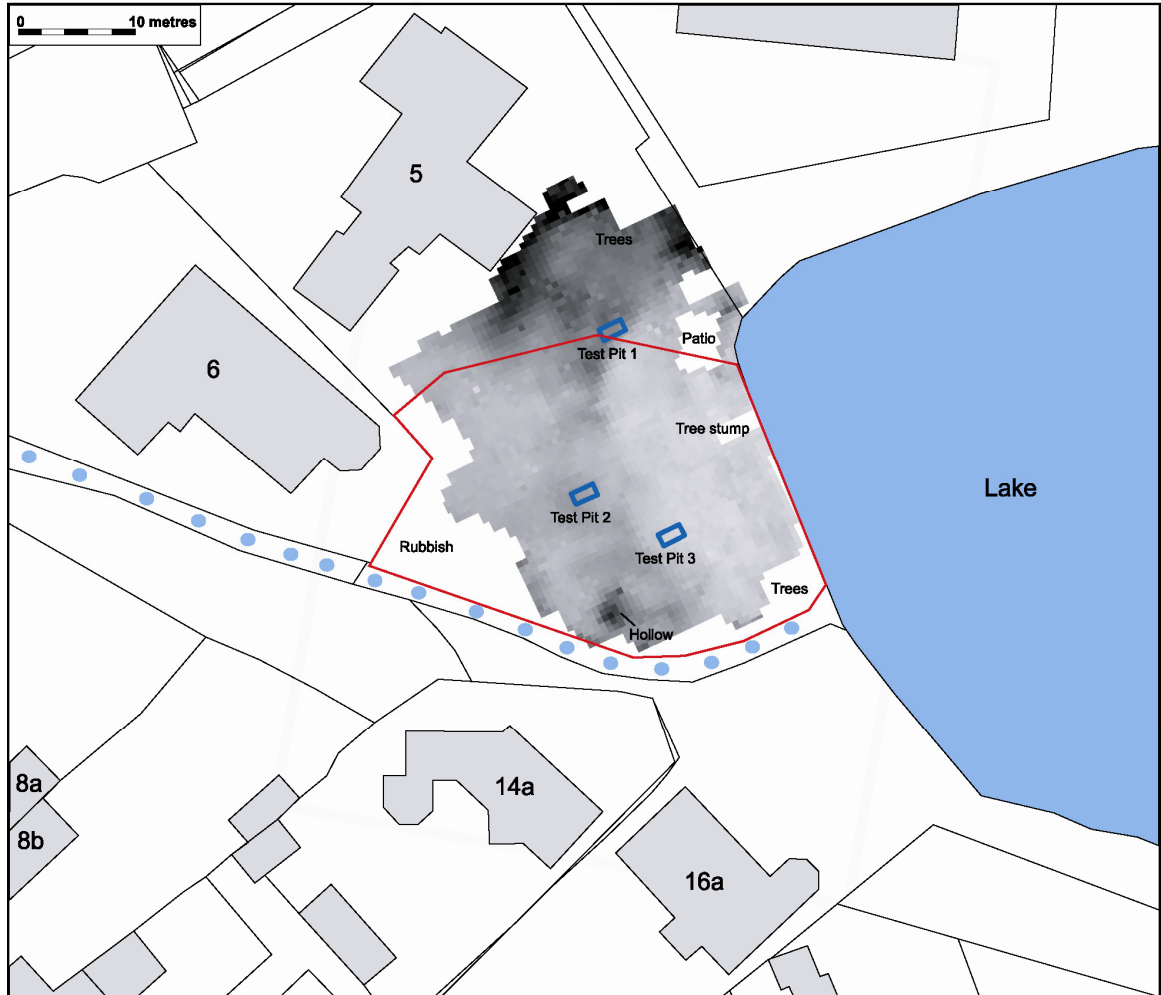 0 10 metres
5
Trees
Patio
Test Pit 1
6
Tree stump
Lake
Test Pit 2
Rubbish
Test Pit 3
Trees
Hollow
8a
14a
8b
16a